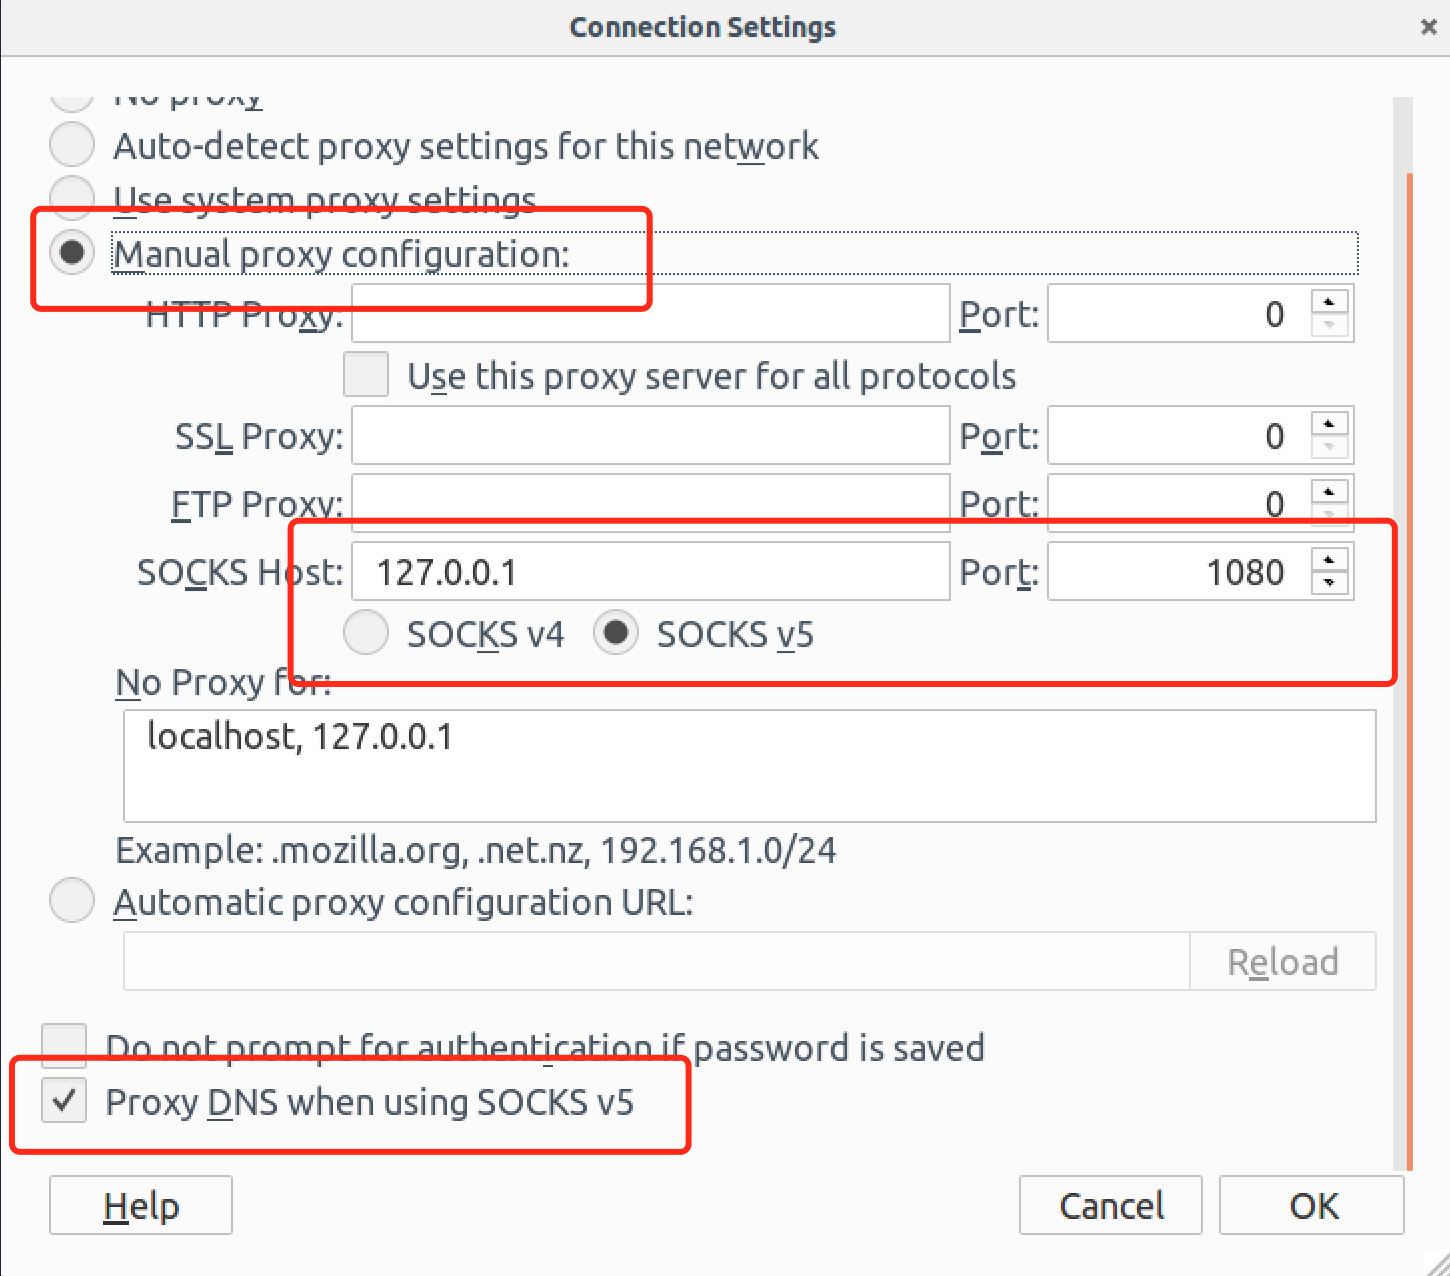 Connection Settings
No proxy
Auto-detect proxy settings for this network
Use system proxy settings
Manual proxy configuration:
HTTP Proxy: Port: 0
Use this proxy server for all protocols
SSL Proxy: Port: 0
FTP Proxy: Port: 0
SOCKS Host: 127.0.0.1 Port: 1080
SOCKS v4 SOCKS v5
No Proxy for:
localhost, 127.0.0.1
Example: .mozilla.org, .net.nz, 192.168.1.0/24
Automatic proxy configuration URL:
Reload
Do not prompt for authentication if password is saved
Proxy DNS when using SOCKS v5
Help Cancel OK